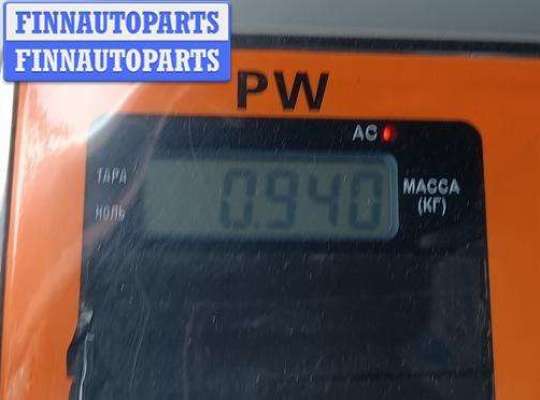 FINNAUTOPARTS
FINNAUTOPARTS
PW
AC
ТАРА
0.940
МАССА
НОЛЬ
(КГ)